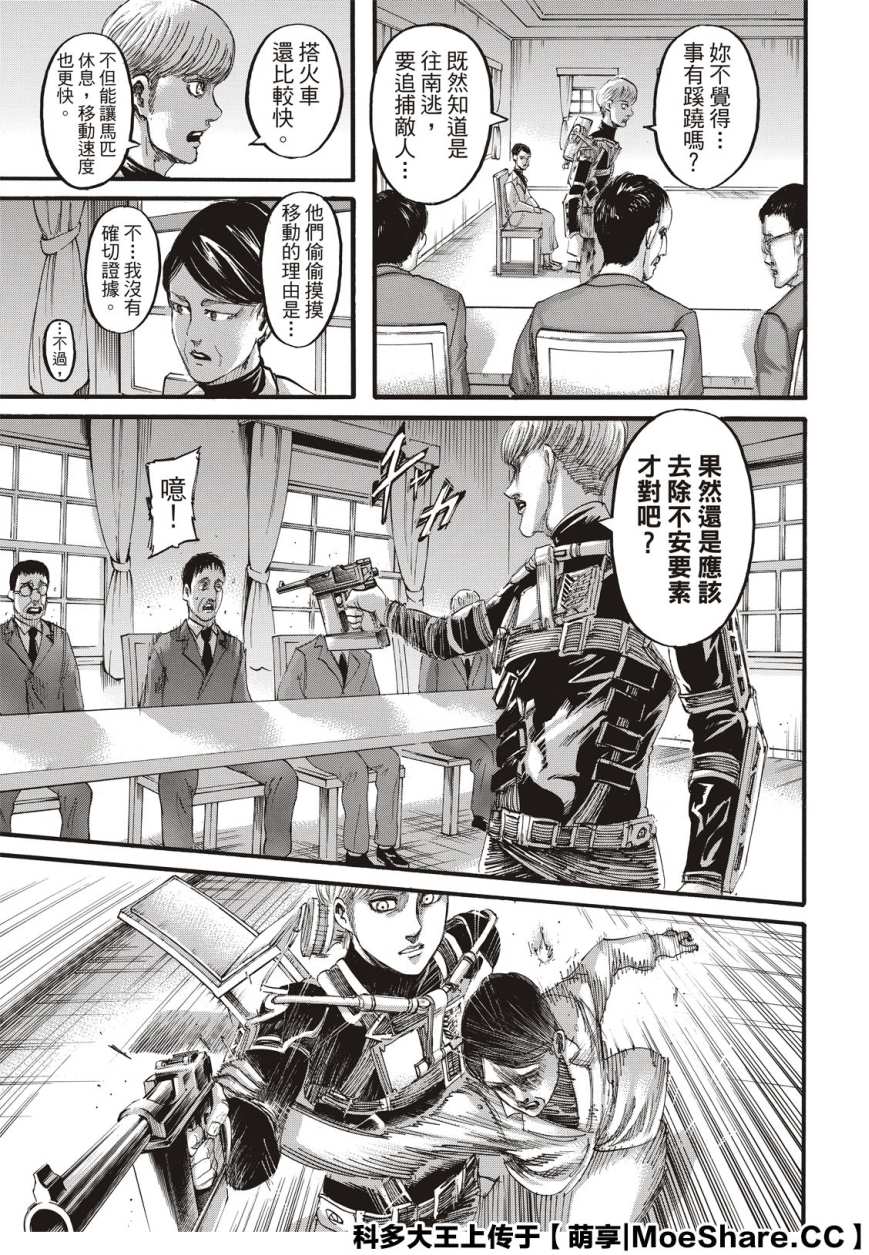 妳不覺得…
事有蹊蹺嗎?
既然知道是
往南逃,
要追捕敵人…
搭火車
還比較快。
不但能讓馬匹
休息,移動速度
也更快。
他們偷偷摸摸
移動的理由是…
不…我沒有
確切證據。
…不過,
果然還是應該
去除不安要素
才對吧?
噫!
科多大王上传于【萌享|MoeShare.CC】